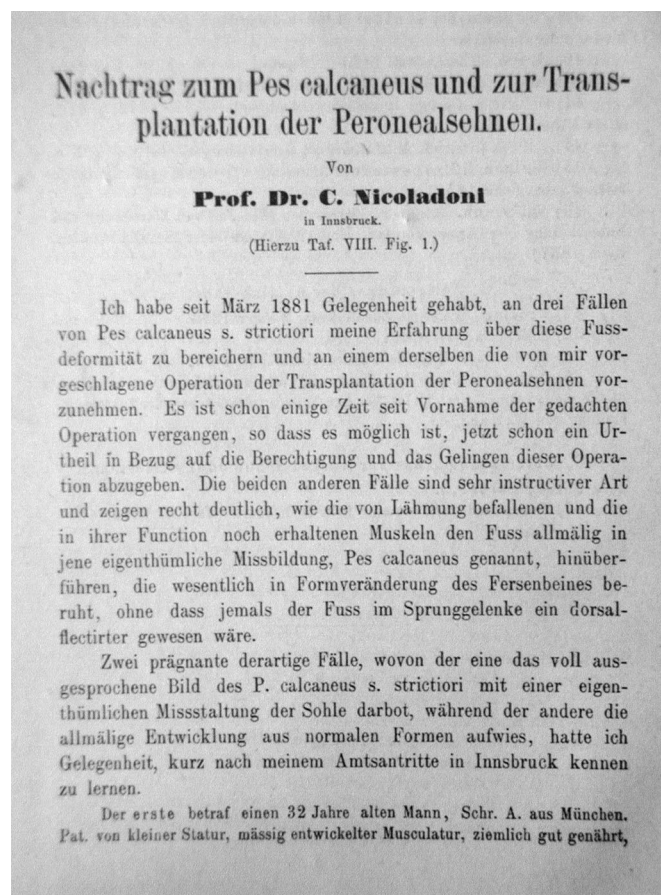 Nachtrag zum Pes calcaneus und zur Trans-
plantation der Peronealsehnen.
Von
Prof. Dr. C. Nicoladoni
in Innsbruck.
(Hierzu Taf. VIII. Fig. 1.)
Ich habe seit März 1881 Gelegenheit gehabt, an drei Fällen
von Pes calcaneus s. strictiori meine Erfahrung über diese Fuss-
deformität zu bereichern und an einem derselben die von mir vor-
geschlagene Operation der Transplantation der Peronealsehnen vor-
zunehmen. Es ist schon einige Zeit seit Vornahme der gedachten
Operation vergangen, so dass es möglich ist, jetzt schon ein Ur-
theil in Bezug auf die Berechtigung und das Gelingen dieser Opera-
tion abzugeben. Die beiden anderen Fälle sind sehr instructiver Art
und zeigen recht deutlich, wie die von Lähmung befallenen und die
in ihrer Function noch erhaltenen Muskeln den Fuss allmälig in
jene eigenthümliche Missbildung, Pes calcaneus genannt, hinüber-
führen, die wesentlich in Formveränderung des Fersenbeines be-
ruht, ohne dass jemals der Fuss im Sprunggelenke ein dorsal-
flectirter gewesen wäre.
Zwei prägnante derartige Fälle, wovon der eine das voll aus-
gesprochene Bild des P. calcaneus s. strictiori mit einer eigen-
thümlichen Missstaltung der Sohle darbot, während der andere die
allmälige Entwicklung aus normalen Formen aufwies, hatte ich
Gelegenheit, kurz nach meinem Amtsantritte in Innsbruck kennen
zu lernen.
Der erste betraf einen 32 Jahre alten Mann, Schr. A. aus München.
Pat. von kleiner Statur, mässig entwickelter Musculatur, ziemlich gut genährt,